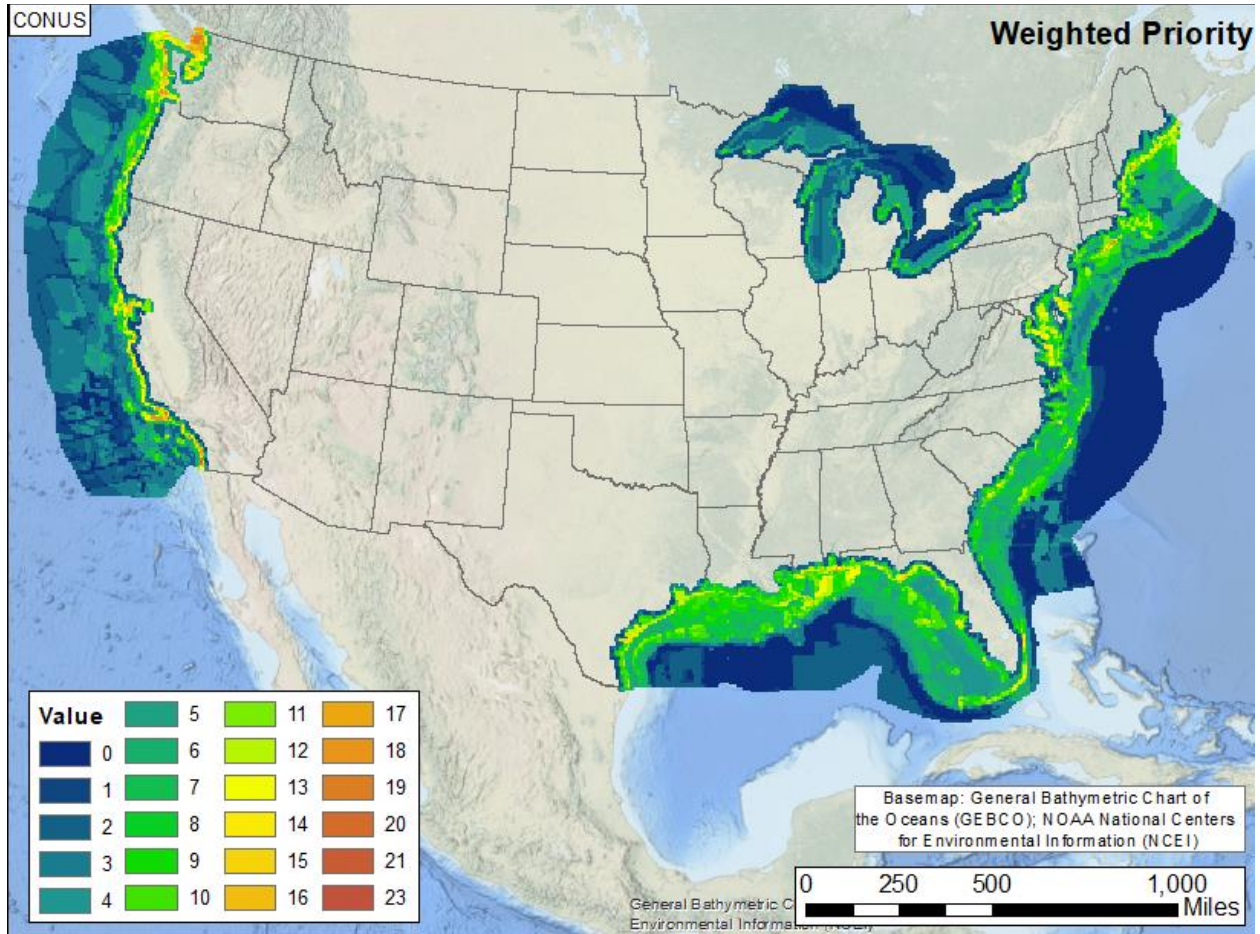 CONUS
Weighted Priority
Value
0
1
2
3
4
5
6
7
8
9
10
11
12
13
14
15
16
17
18
19
20
21
23
Basemap: General Bathymetric Chart of
the Oceans (GEBCO); NOAA National Centers
for Environmental Information (NCEI)
0 250 500 1,000
Miles
General Bathymetric C
Environmental Information (NCEI)